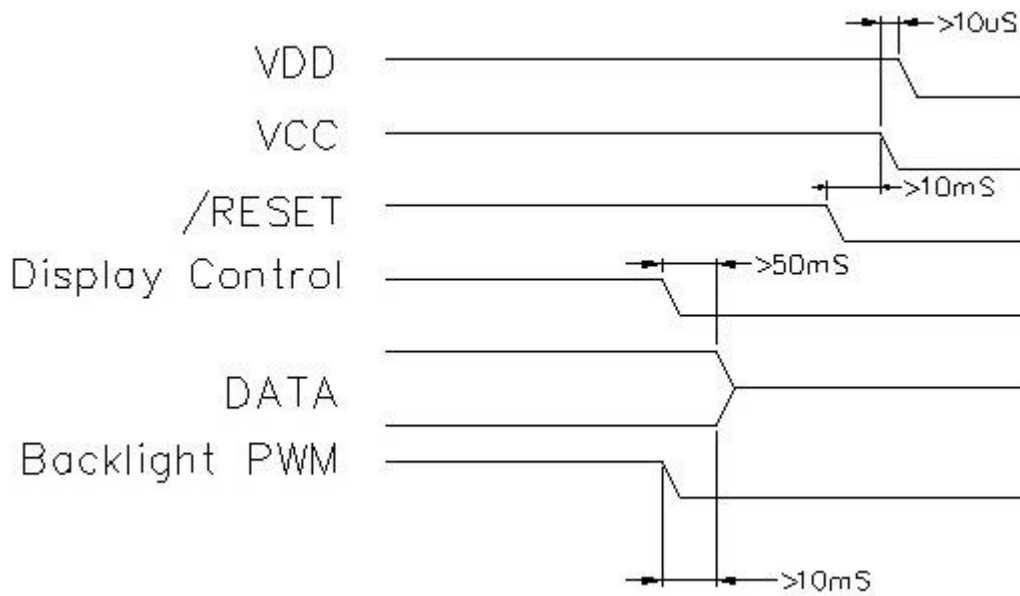 >10uS
VDD
VCC
>10mS
/RESET
>50mS
Display Control
DATA
Backlight PWM
>10mS